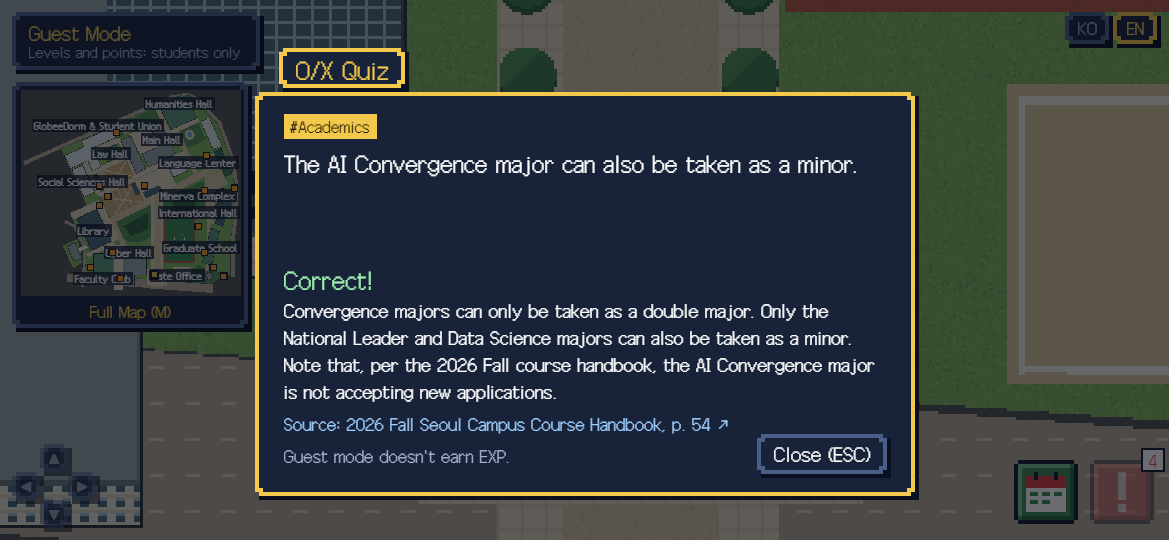 Guest Mode
Levels and points: students only
KO
EN
O/X Quiz
#Academics
The AI Convergence major can also be taken as a minor.
Correct!
Convergence majors can only be taken as a double major. Only the
National Leader and Data Science majors can also be taken as a minor.
Note that, per the 2026 Fall course handbook, the AI Convergence major
is not accepting new applications.
Source: 2026 Fall Seoul Campus Course Handbook, p. 54 ↗
Guest mode doesn't earn EXP.
Close (ESC)
Humanities Hall
GlobeeDorm & Student Union
Main Hall
Law Hall
Language Center
Social Science Hall
Minerva Complex
International Hall
Library
Hall
Graduate School
Faculty
Office
Full Map (M)
4